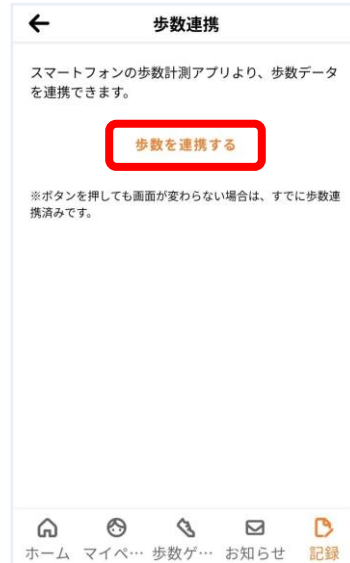 歩数連携
スマートフォンの歩数計測アプリより、歩数データ
を連携できます。
歩数を連携する
※ボタンを押しても画面が変わらない場合は、すでに歩数連
携済みです。
ホーム マイペ… 歩数ゲ… お知らせ 記録